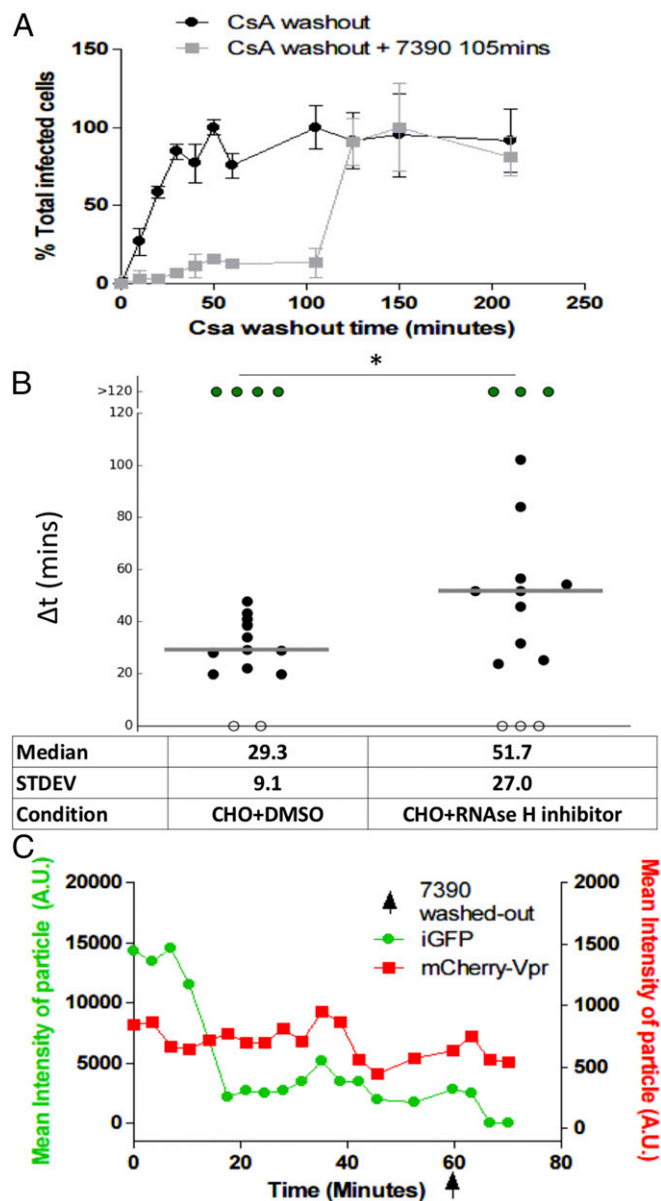 A
CsA washout
CsA washout + 7390 105mins
% Total infected cells
150
100
50
0
0 50 100 150 200 250
Csa washout time (minutes)
B
*
>120
120
100
80
60
40
20
0
Δt (mins)
Median 29.3 51.7
STDEV 9.1 27.0
Condition CHO+DMSO CHO+RNAse H inhibitor
C
Mean Intensity of particle (A.U.)
20000 2000
15000 1500
10000 1000
5000 500
0 0
7390
washed-out
iGFP
mCherry-Vpr
Mean Intensity of particle (A.U.)
0 20 40 60 80
Time (Minutes)